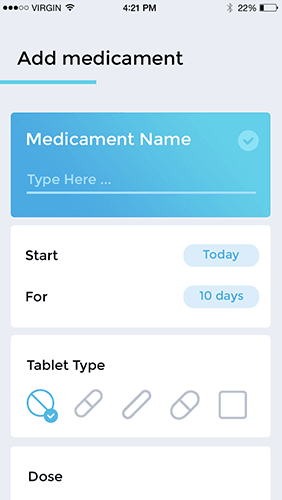 VIRGIN 4:21 PM 22%
Add medicament
Medicament Name
Type Here ...
Start Today
For 10 days
Tablet Type
Dose